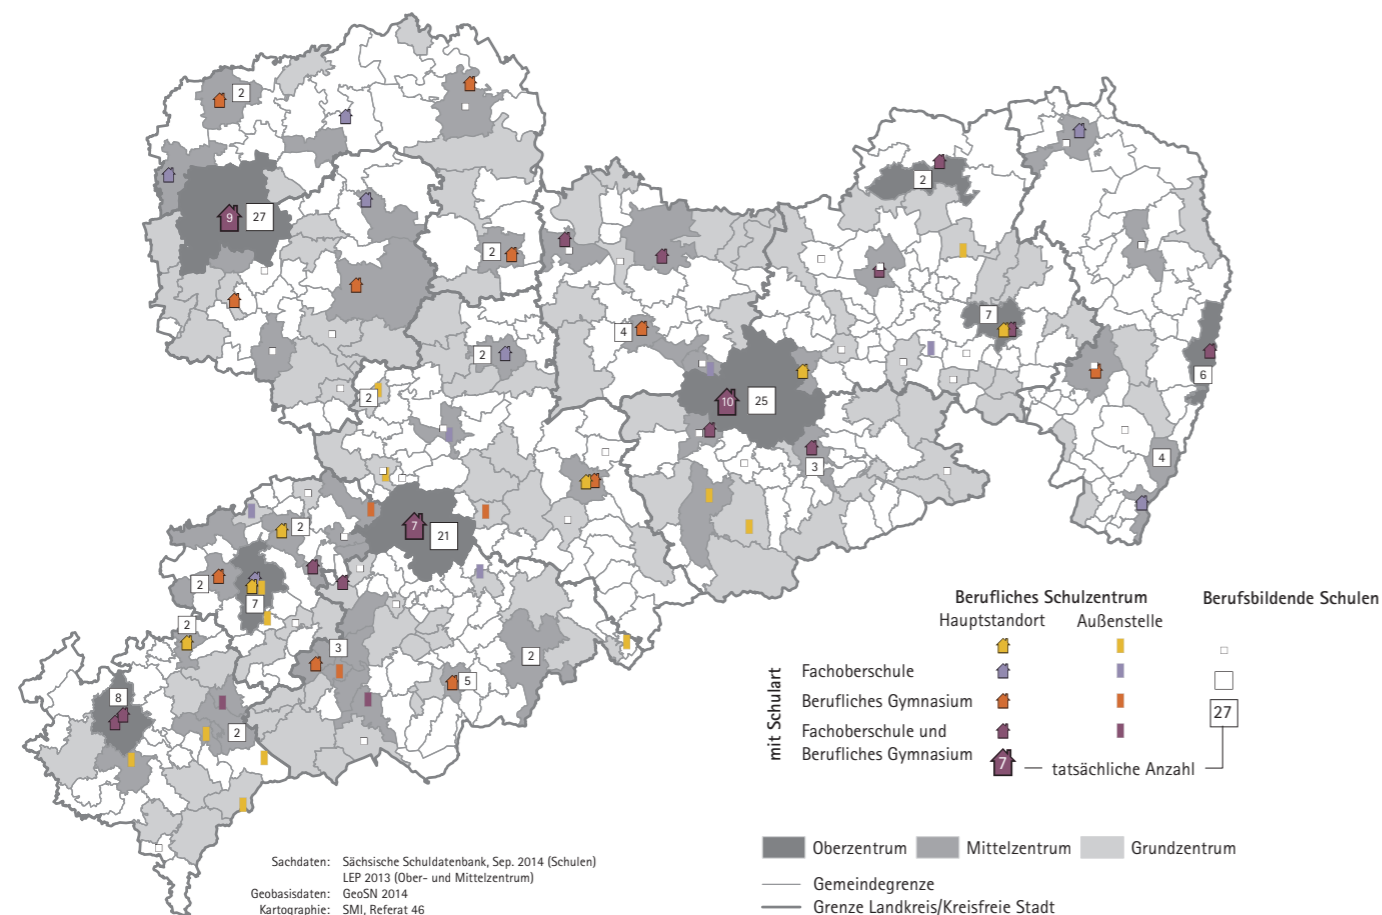 2
2
9
27
2
2
7
4
6
2
10
25
2
3
4
7
21
2
2
7
2
3
2
5
8
2
Berufliches Schulzentrum
Hauptstandort
Außenstelle
Berufsbildende Schulen
mit Schulart
Fachoberschule
Berufliches Gymnasium
Fachoberschule und
Berufliches Gymnasium
27
7
tatsächliche Anzahl
Oberzentrum
Mittelzentrum
Grundzentrum
Gemeindegrenze
Grenze Landkreis/Kreisfreie Stadt
Sachdaten: Sächsische Schuldatenbank, Sep. 2014 (Schulen)
LEP 2013 (Ober- und Mittelzentrum)
Geobasisdaten: GeoSN 2014
Kartographie: SMI, Referat 46